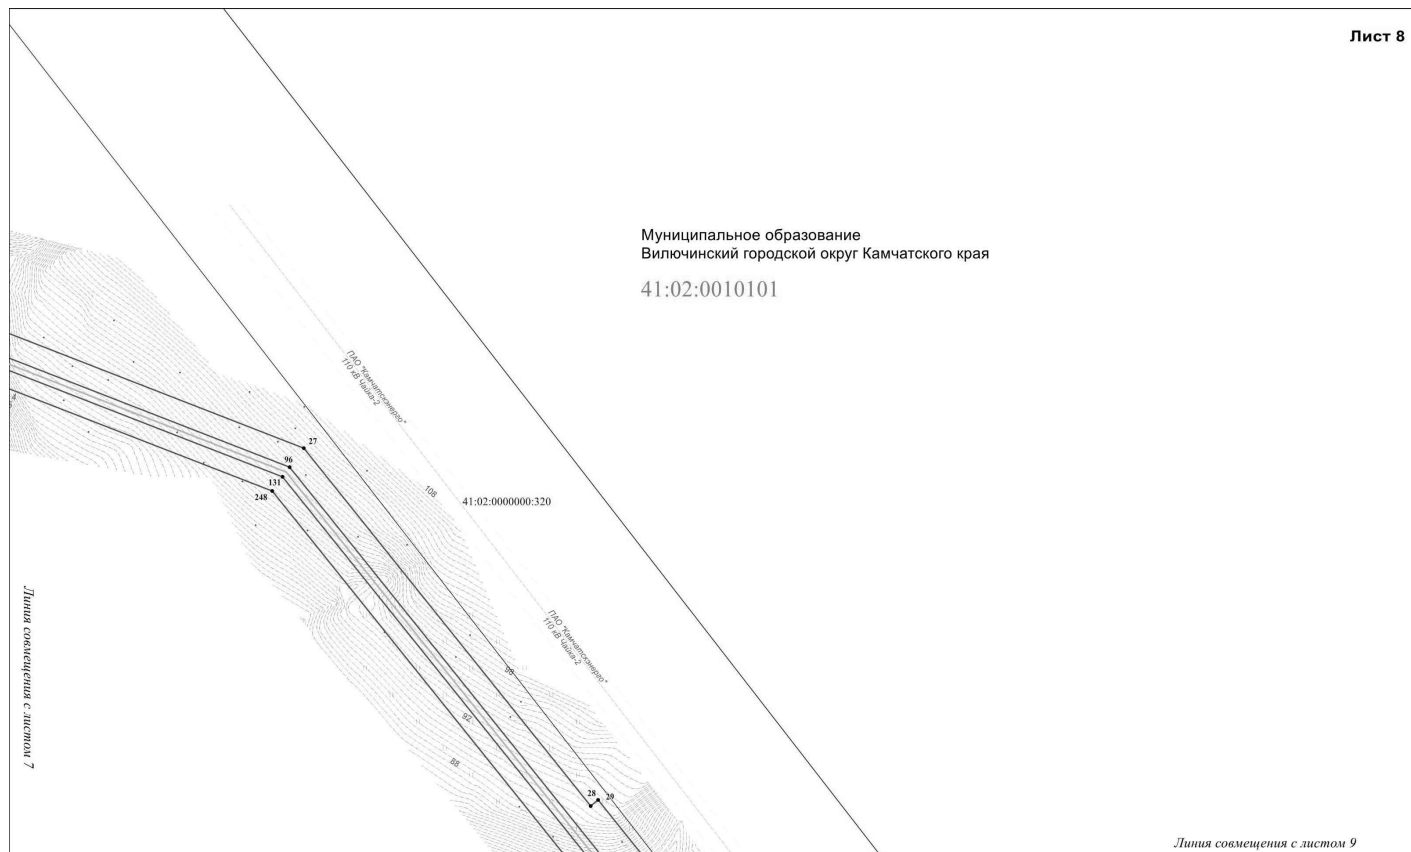 Лист 8
Муниципальное образование
Вилючинский городской округ Камчатского края
41:02:0010101
ПАО "Камчатскэнерго"
110 кВ Чайка-2
4
27
96
131
248
108
41:02:0000000:320
Линия совмещения с листом 7
ПАО "Камчатскэнерго"
110 кВ Чайка-2
92
88
28
29
Линия совмещения с листом 9